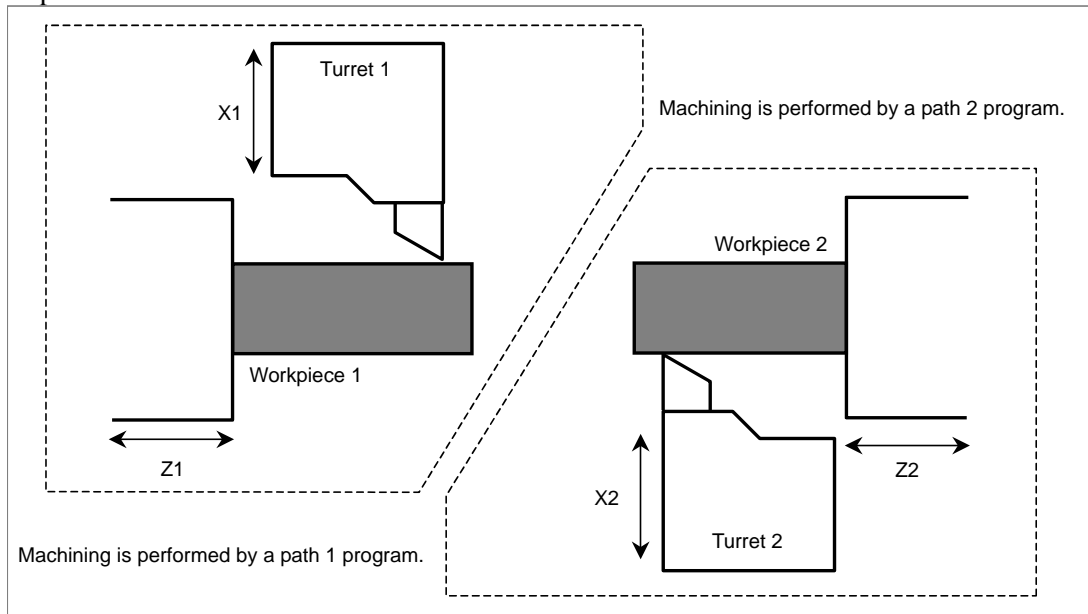 Turret 1
X1
Machining is performed by a path 2 program.
Workpiece 2
Workpiece 1
Z1
Z2
X2
Turret 2
Machining is performed by a path 1 program.